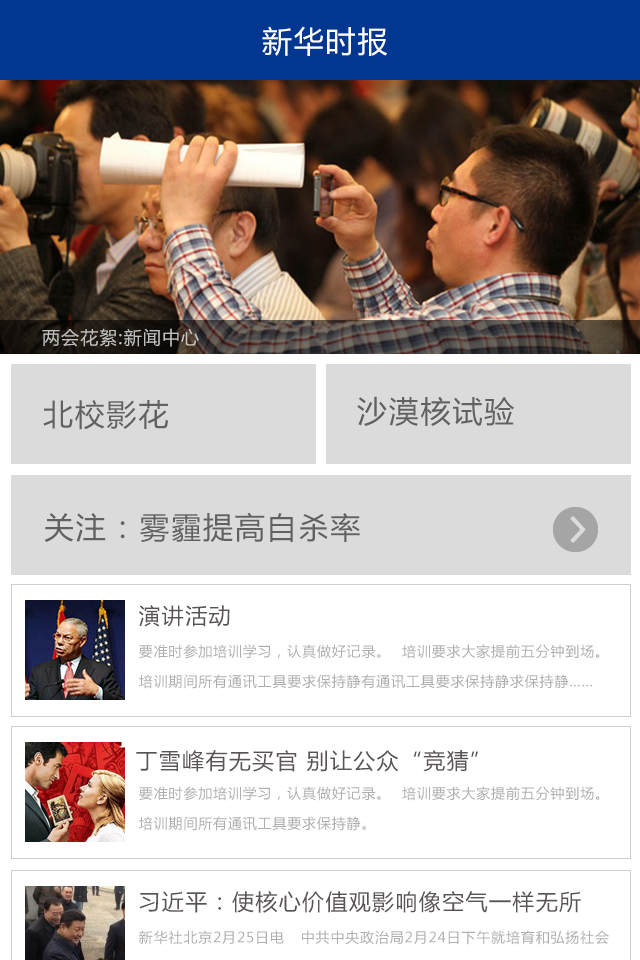 新华时报
两会花絮:新闻中心
北校影花
沙漠核试验
关注：雾霾提高自杀率
演讲活动
要准时参加培训学习，认真做好记录。 培训要求大家提前五分钟到场。
培训期间所有通讯工具要求保持静有通讯工具要求保持静求保持静......
丁雪峰有无买官 别让公众“竞猜”
要准时参加培训学习，认真做好记录。 培训要求大家提前五分钟到场。
培训期间所有通讯工具要求保持静。
习近平：使核心价值观影响像空气一样无所
新华社北京2月25日电 中共中央政治局2月24日下午就培育和弘扬社会